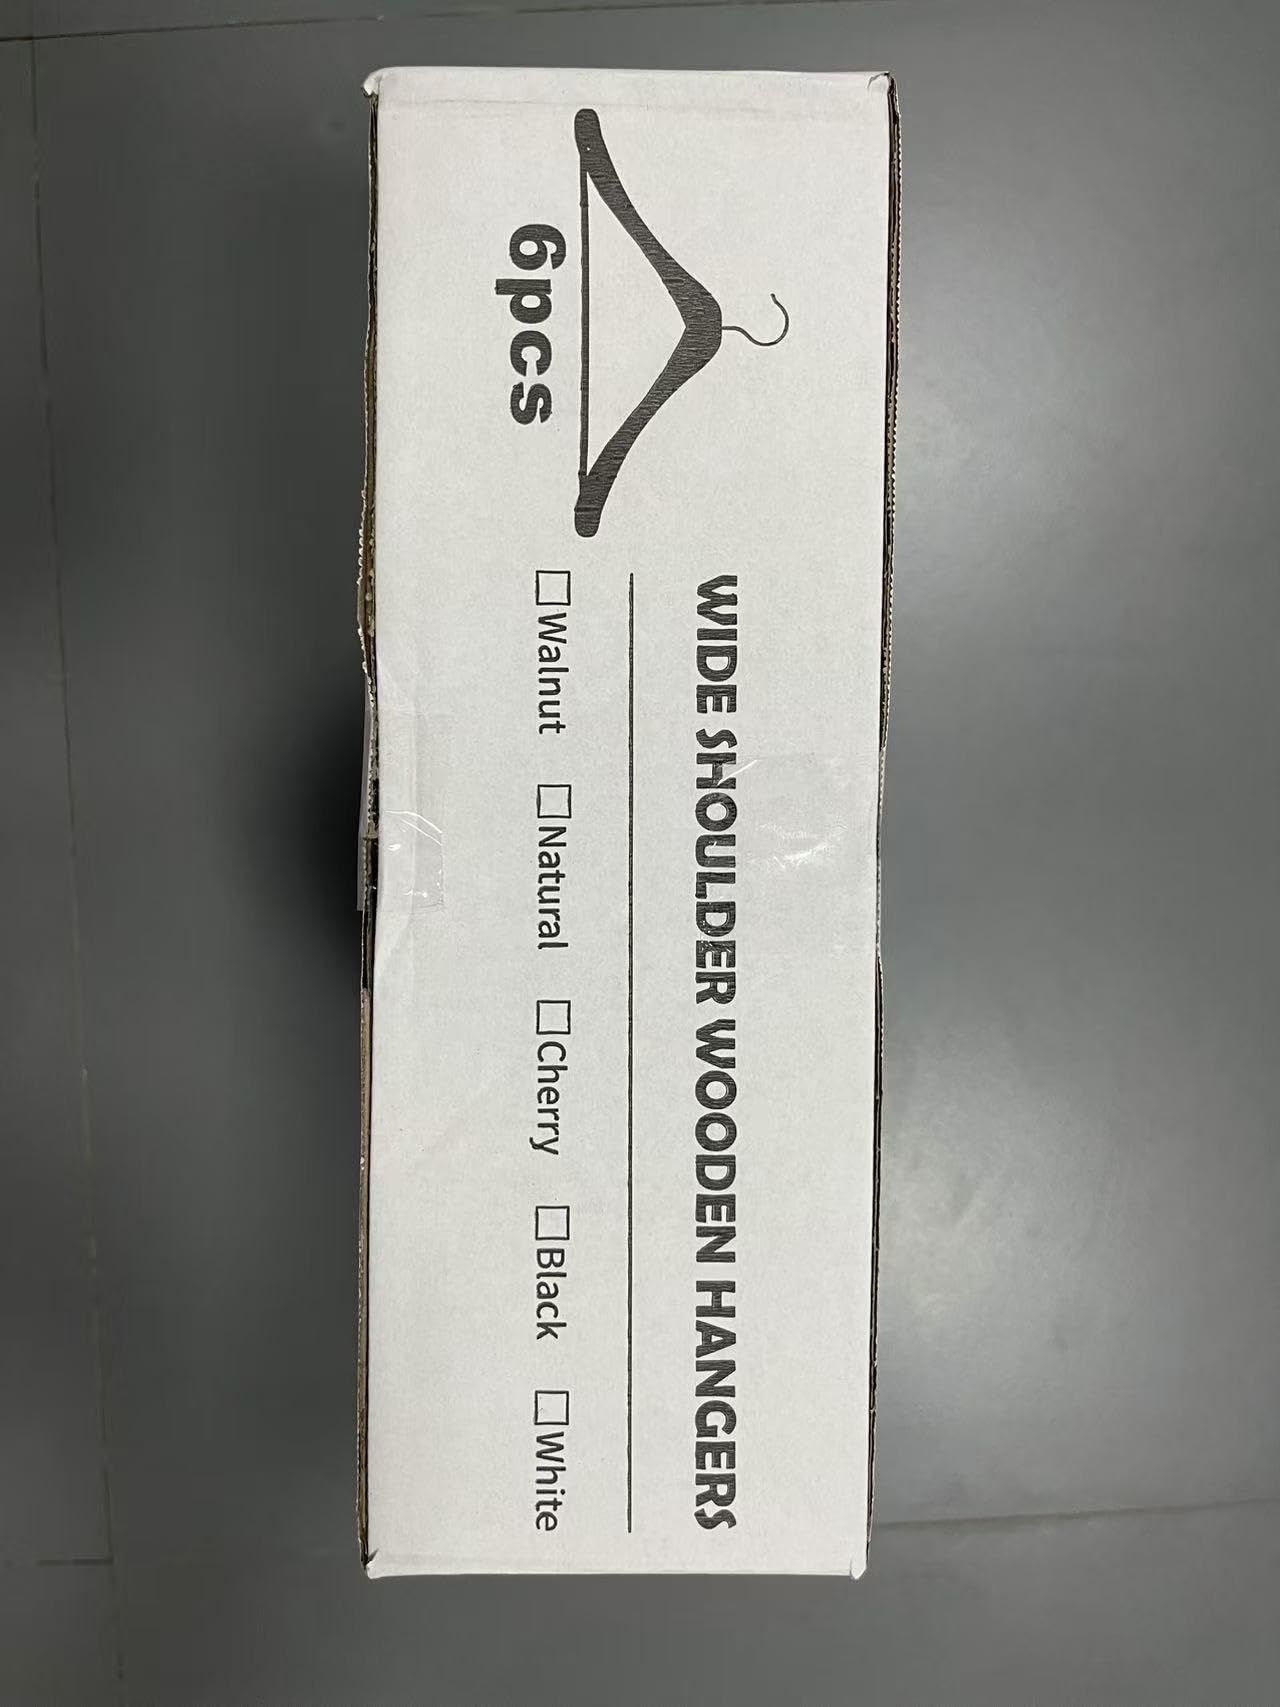 6pcs
WIDE SHOULDER WOODEN HANGERS
Walnut Natural Cherry Black White